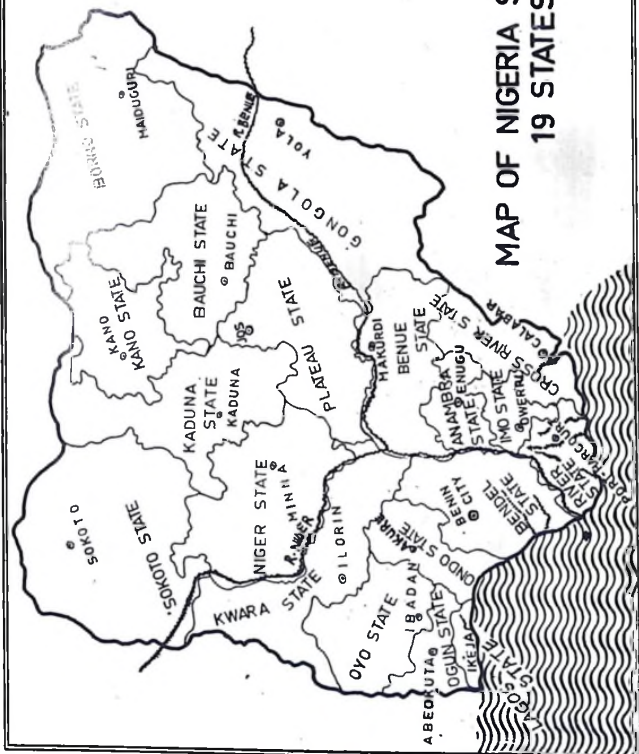 BORNO STATE
MAIDUGURI
KANO
KANO STATE
BAUCHI STATE
BAUCHI
R. BENUE
GONGOLA STATE
YOLA
SOKOTO
SOKOTO STATE
KADUNA
STATE
KADUNA
JOS
PLATEAU STATE
R. BENUE
NIGER STATE
MINNA
R. NIGER
KWARA STATE
ILORIN
MAKURDI
BENUE
STATE
OYO STATE
IBADAN
AKURE
ONDO STATE
ABEOKUTA
OGUN STATE
IKEJA
LAGOS STATE
BENIN
CITY
BENDEL
STATE
ANAMBRA
STATE
ENUGU
IMO STATE
OWERRI
CROSS RIVER STATE
CALABAR
RIVER
STATE
PORT HARCOURT
MAP OF NIGERIA
19 STATES